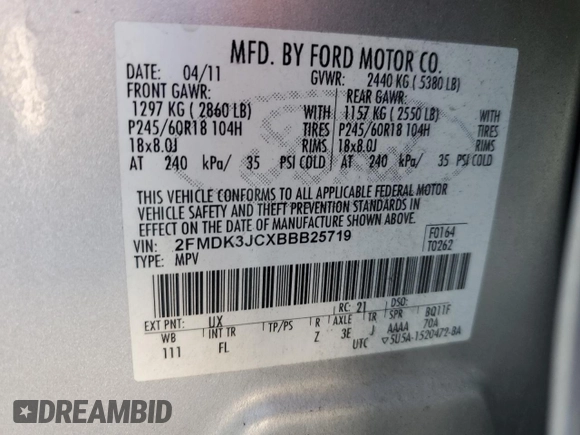 MFD. BY FORD MOTOR CO.
DATE: 04/11 GVWR: 2440 KG ( 5380 LB)
FRONT GAWR: REAR GAWR:
1297 KG ( 2860 LB) WITH 1157 KG ( 2550 LB) WITH
P245/60R18 104H TIRES P245/60R18 104H TIRES
18x8.0J RIMS 18x8.0J RIMS
AT 240 kPa/ 35 PSI COLD AT 240 kPa/ 35 PSI COLD
THIS VEHICLE CONFORMS TO ALL APPLICABLE FEDERAL MOTOR
VEHICLE SAFETY AND THEFT PREVENTION STANDARDS IN
EFFECT ON THE DATE OF MANUFACTURE SHOWN ABOVE.
VIN: 2FMDK3JCXBBB25719 F0164
TYPE: MPV T0262
EXT PNT: UX RC: 21 DSO:
WB INT TR TP/PS R AXLE TR SPR BQ11F
111 FL Z 3E J AAAA 70A
UTC 5U5A-1520472-BA
DREAMBID